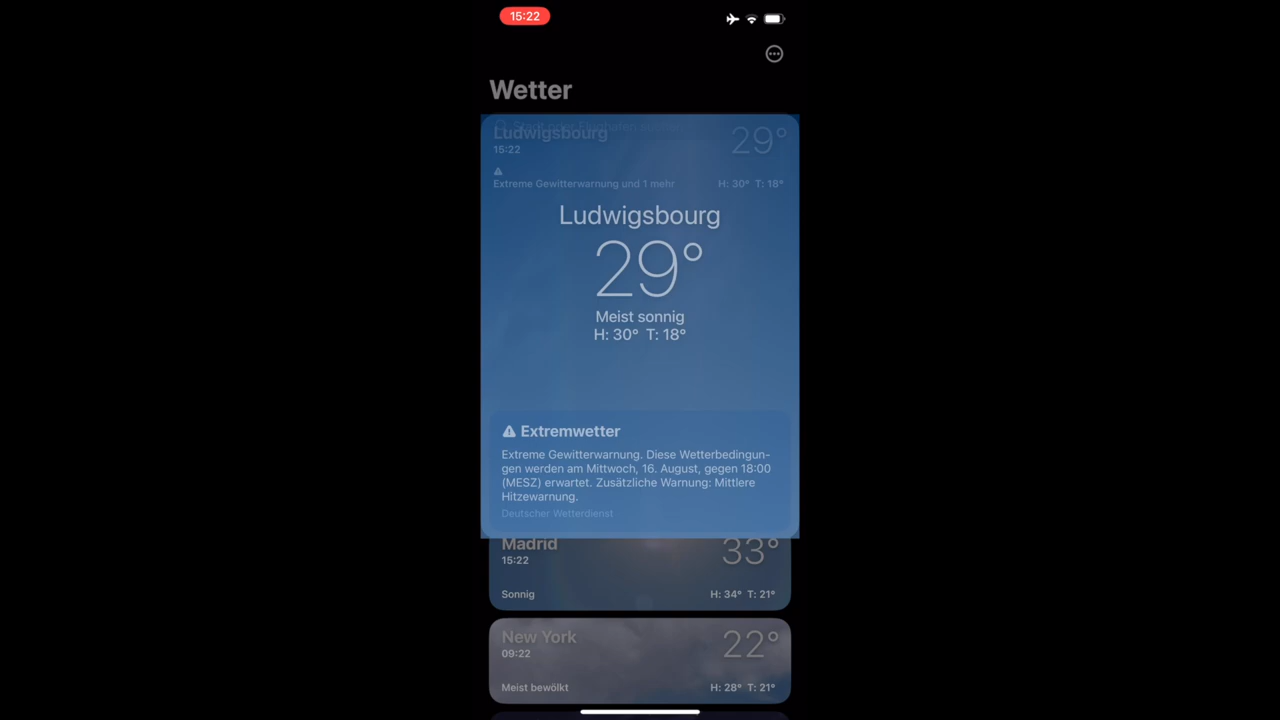 15:22
Wetter
Ludwigsbourg
29°
15:22
Extreme Gewitterwarnung und 1 mehr
H: 30° T: 18°
Ludwigsbourg
29°
Meist sonnig
H: 30° T: 18°
Extremwetter
Extreme Gewitterwarnung. Diese Wetterbedingun-
gen werden am Mittwoch, 16. August, gegen 18:00
(MESZ) erwartet. Zusätzliche Warnung: Mittlere
Hitzewarnung.
Deutscher Wetterdienst
Madrid
33°
15:22
Sonnig
H: 34° T: 21°
New York
22°
09:22
Meist bewölkt
H: 28° T: 21°